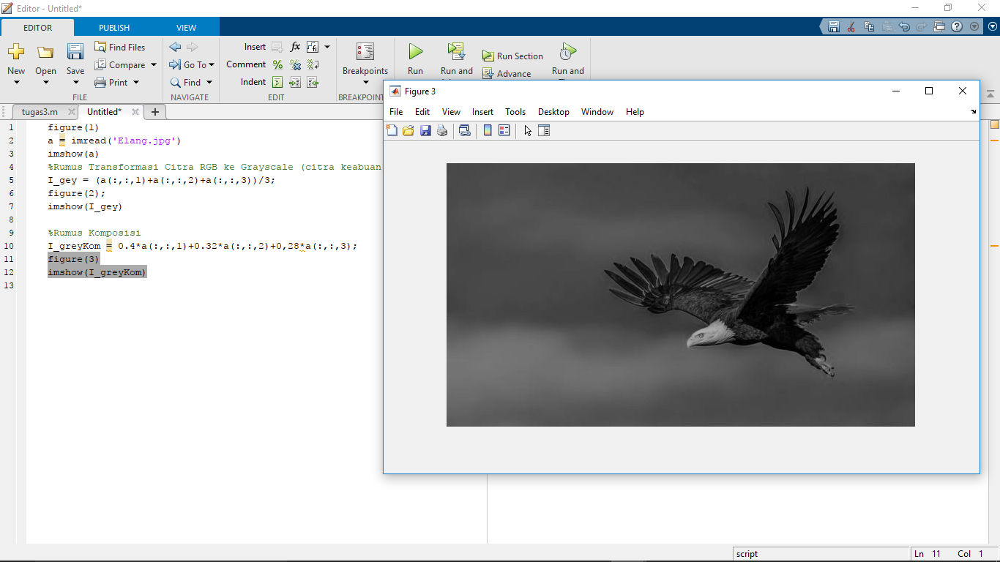 Editor - Untitled*
EDITOR PUBLISH VIEW
New Open Save Find Files Compare Print
FILE
Go To Find
NAVIGATE
Insert fx
Comment
Indent
EDIT
Breakpoints
BREAKPOINT
Run Run and
Run Section
Advance
Run and
tugas3.m Untitled*
1 figure(1)
2 a = imread('Elang.jpg')
3 imshow(a)
4 %Rumus Transformasi Citra RGB ke Grayscale (citra keabuan
5 I_gey = (a(:,:,1)+a(:,:,2)+a(:,:,3))/3;
6 figure(2);
7 imshow(I_gey)
8
9 %Rumus Komposisi
10 I_greyKom = 0.4*a(:,:,1)+0.32*a(:,:,2)+0,28*a(:,:,3);
11 figure(3)
12 imshow(I_greyKom)
13
Figure 3
File Edit View Insert Tools Desktop Window Help
script Ln 11 Col 1